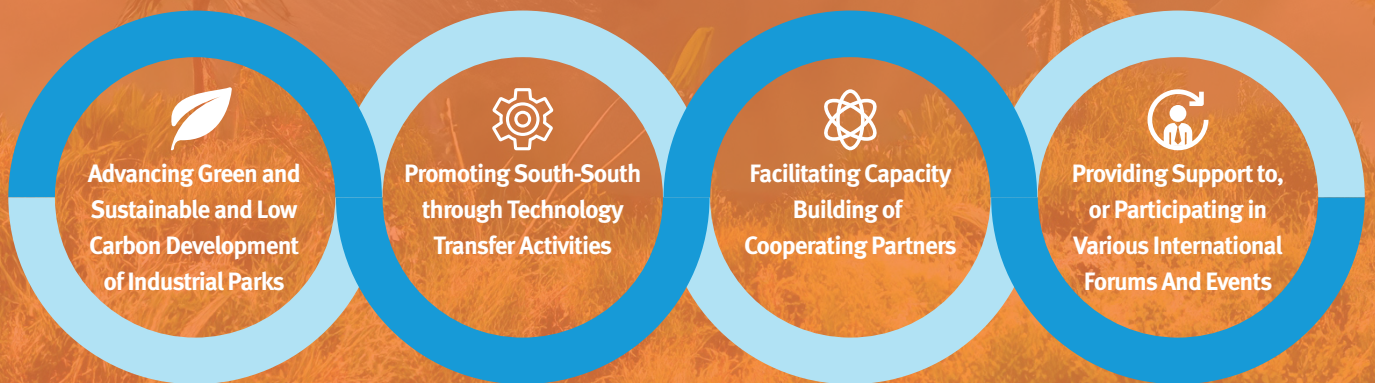 Advancing Green and
Sustainable and Low
Carbon Development
of Industrial Parks
Promoting South-South
through Technology
Transfer Activities
Facilitating Capacity
Building of
Cooperating Partners
Providing Support to,
or Participating in
Various International
Forums And Events